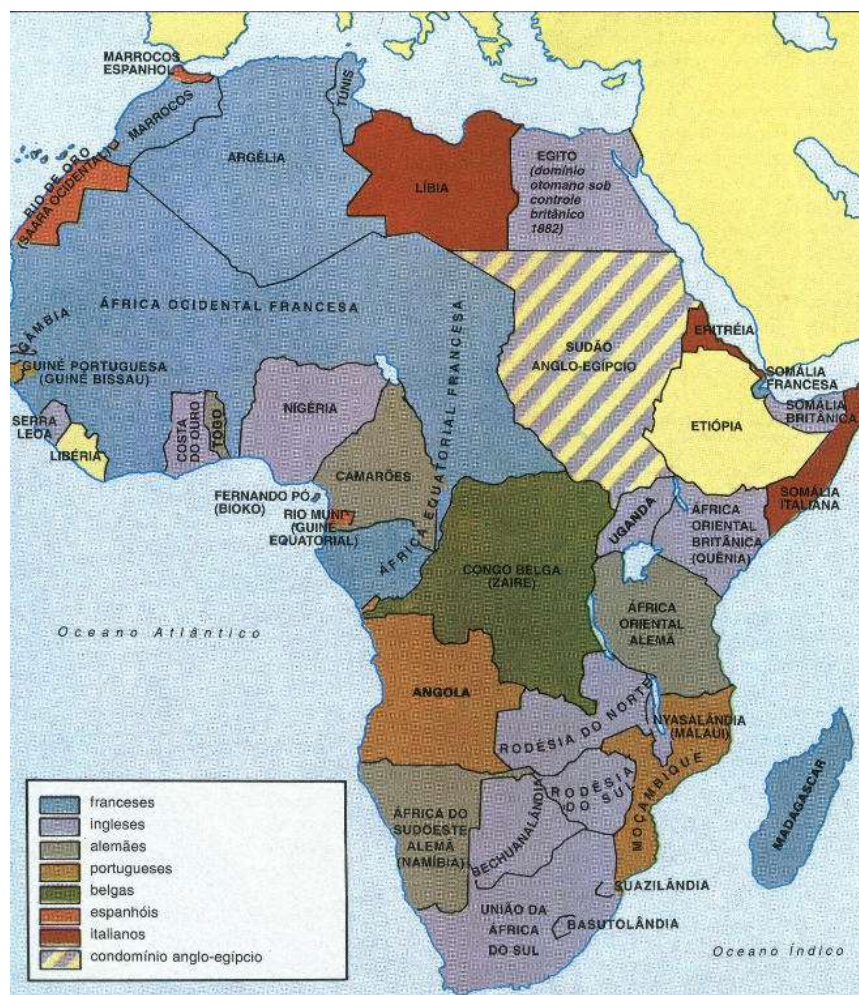 MARROCOS
ESPANHOL
MARROCOS
TÚNIS
RIO DE ORO
(SAARA OCIDENTAL)
ARGÉLIA
LÍBIA
EGITO
(domínio
otomano sob
controle
britânico
1882)
ÁFRICA OCIDENTAL FRANCESA
GÂMBIA
GUINÉ PORTUGUESA
(GUINÉ BISSAU)
SERRA
LEOA
LIBÉRIA
COSTA
DO OURO
TOGO
NIGÉRIA
CAMARÕES
FERNANDO PÓ
(BIOKO)
RIO MUNI
(GUINÉ
EQUATORIAL)
ÁFRICA EQUATORIAL FRANCESA
SUDÃO
ANGLO-EGÍPCIO
ERITRÉIA
SOMÁLIA
FRANCESA
SOMÁLIA
BRITÂNICA
ETIÓPIA
SOMÁLIA
ITALIANA
UGANDA
ÁFRICA
ORIENTAL
BRITÂNICA
(QUÊNIA)
CONGO BELGA
(ZAIRE)
ÁFRICA
ORIENTAL
ALEMÃ
Oceano Atlântico
ANGOLA
RODÉSIA DO NORTE
NYASALÂNDIA
(MALAUI)
RODÉSIA
DO SUL
MOÇAMBIQUE
MADAGASCAR
ÁFRICA DO
SUDOESTE
ALEMÃ
(NAMÍBIA)
BECHUANALÂNDIA
SUAZILÂNDIA
UNIÃO DA
ÁFRICA
DO SUL
BASUTOLÂNDIA
Oceano Índico
franceses
ingleses
alemães
portugueses
belgas
espanhóis
italianos
condomínio anglo-egípcio